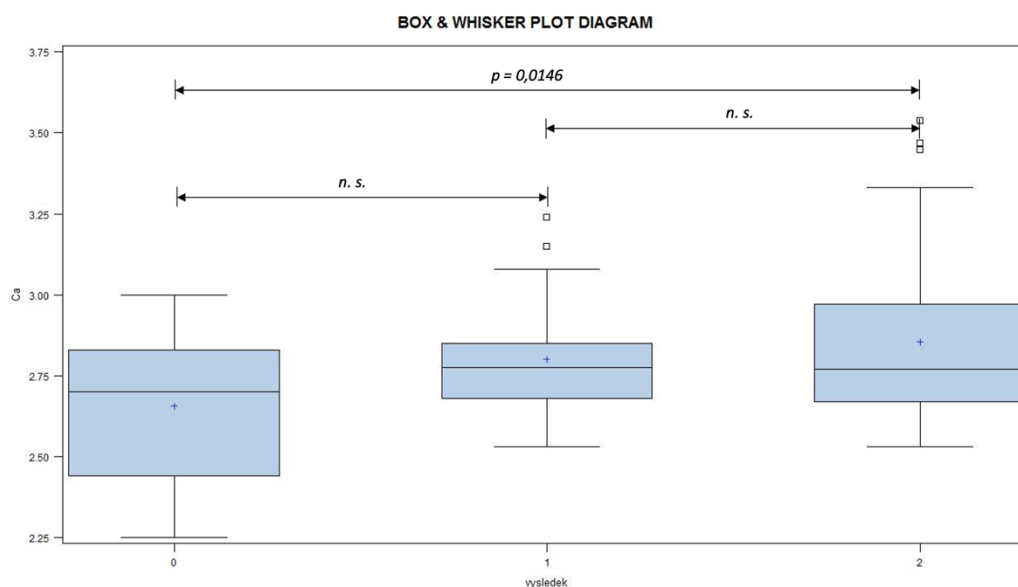 BOX & WHISKER PLOT DIAGRAM
3.75
p = 0,0146
3.50
n. s.
n. s.
3.25
Ca
3.00
2.75
2.50
2.25
0
1
2
vysledek